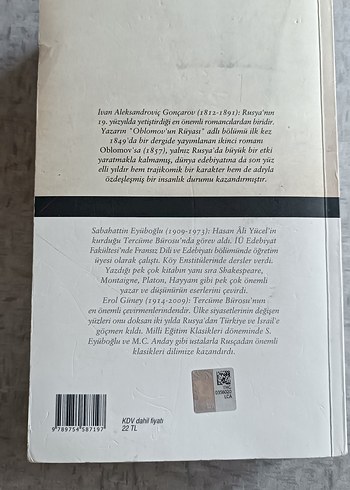 Ivan Aleksandroviç Gonçarov (1812-1891): Rusya'nın
19. yüzyılda yetiştirdiği en önemli romancılardan biridir.
Yazarın "Oblomov'un Rüyası" adlı bölümü ilk kez
1849'da bir dergide yayımlanan ikinci romanı
Oblomov'sa (1857), yalnız Rusya'da büyük bir etki
yaratmakla kalmamış, dünya edebiyatına da son yüz
elli yıldır hem trajikomik bir karakter hem de adıyla
özdeşleşmiş bir insanlık durumu kazandırmıştır.
Sabahattin Eyüboğlu (1909-1973): Hasan Âli Yücel'in
kurduğu Tercüme Bürosu'nda görev aldı. İÜ Edebiyat
Fakültesi'nde Fransız Dili ve Edebiyatı bölümünde öğretim
üyesi olarak çalıştı. Köy Enstitülerinde dersler verdi.
Yazdığı pek çok kitabın yanı sıra Shakespeare,
Montaigne, Platon, Hayyam gibi pek çok önemli
yazar ve düşünürün eserlerini çevirdi.
Erol Güney (1914-2009): Tercüme Bürosu'nun
en önemli çevirmenlerindendir. Ülke siyasetlerinin değişen
yüzleri onu doksan iki yılda Rusya'dan Türkiye ve İsrail'e
göçmen kıldı. Milli Eğitim Klasikleri döneminde S.
Eyüboğlu ve M.C. Anday gibi ustalarla Rusçadan önemli
klasikleri dilimize kazandırdı.
KDV dahil fiyatı
22 TL
9 789754 587197